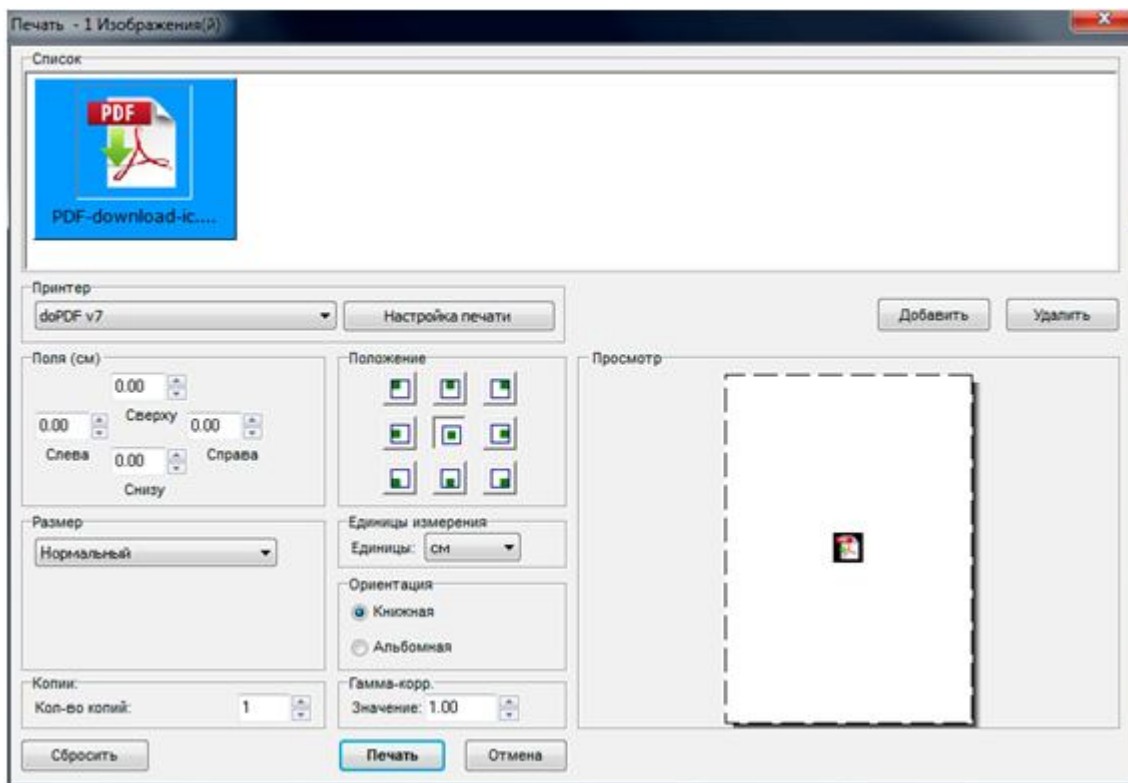 Печать - 1 Изображения(й)
Список
PDF
PDF-download-ic....
Принтер
doPDF v7
Настройка печати
Добавить
Удалить
Поля (см)
0.00
Сверху
0.00
0.00
Слева
0.00
Справа
Снизу
Положение
Просмотр
Размер
Нормальный
Единицы измерения
Единицы: см
Ориентация
Книжная
Альбомная
Копии:
Кол-во копий: 1
Гамма-корр.
Значение: 1.00
Сбросить
Печать
Отмена